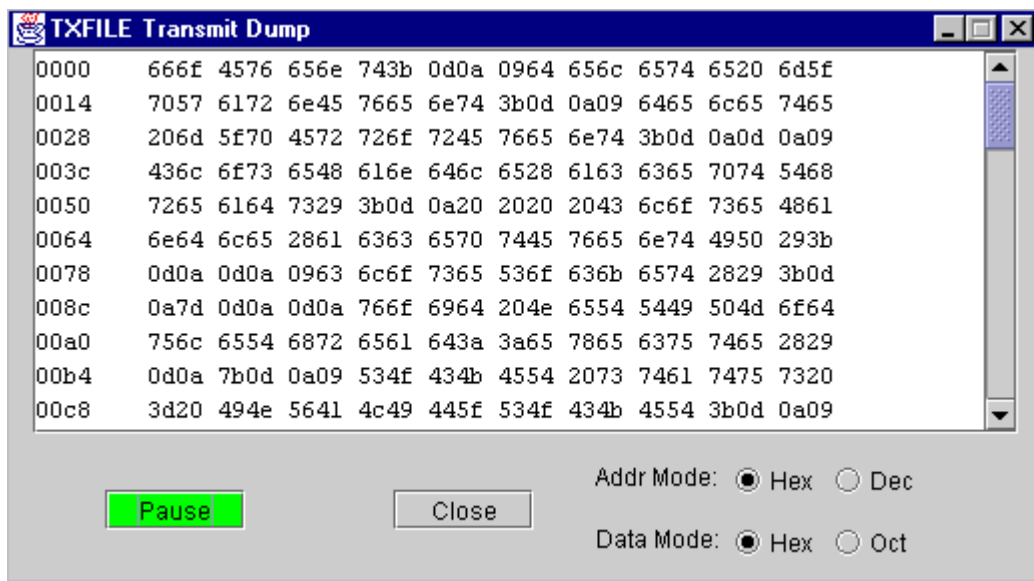 TXFILE Transmit Dump
0000 666f 4576 656e 743b 0d0a 0964 656c 6574 6520 6d5f
0014 7057 6172 6e45 7665 6e74 3b0d 0a09 6465 6c65 7465
0028 206d 5f70 4572 726f 7245 7665 6e74 3b0d 0a0d 0a09
003c 436c 6f73 6548 616e 646c 6528 6163 6365 7074 5468
0050 7265 6164 7329 3b0d 0a20 2020 2043 6c6f 7365 4861
0064 6e64 6c65 2861 6363 6570 7445 7665 6e74 4950 293b
0078 0d0a 0d0a 0963 6c6f 7365 536f 636b 6574 2829 3b0d
008c 0a7d 0d0a 0d0a 766f 6964 204e 6554 5449 504d 6f64
00a0 756c 6554 6872 6561 643a 3a65 7865 6375 7465 2829
00b4 0d0a 7b0d 0a09 534f 434b 4554 2073 7461 7475 7320
00c8 3d20 494e 5641 4c49 445f 534f 434b 4554 3b0d 0a09
Addr Mode: Hex Dec
Pause Close
Data Mode: Hex Oct